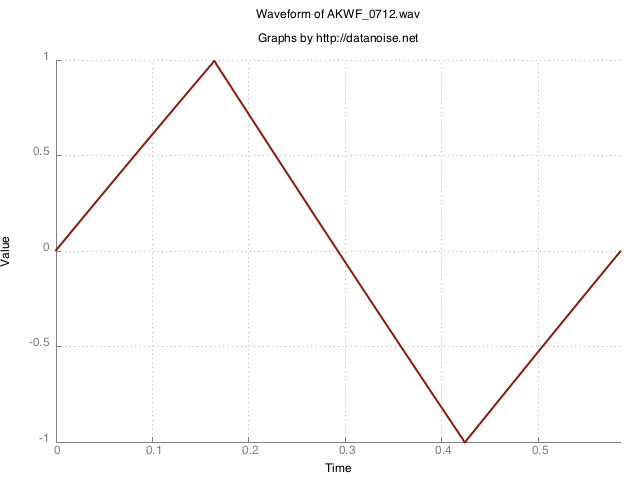 Waveform of AKWF_0712.wav
Graphs by http://datanoise.net
1
0.5
0
-0.5
-1
Value
0 0.1 0.2 0.3 0.4 0.5
Time